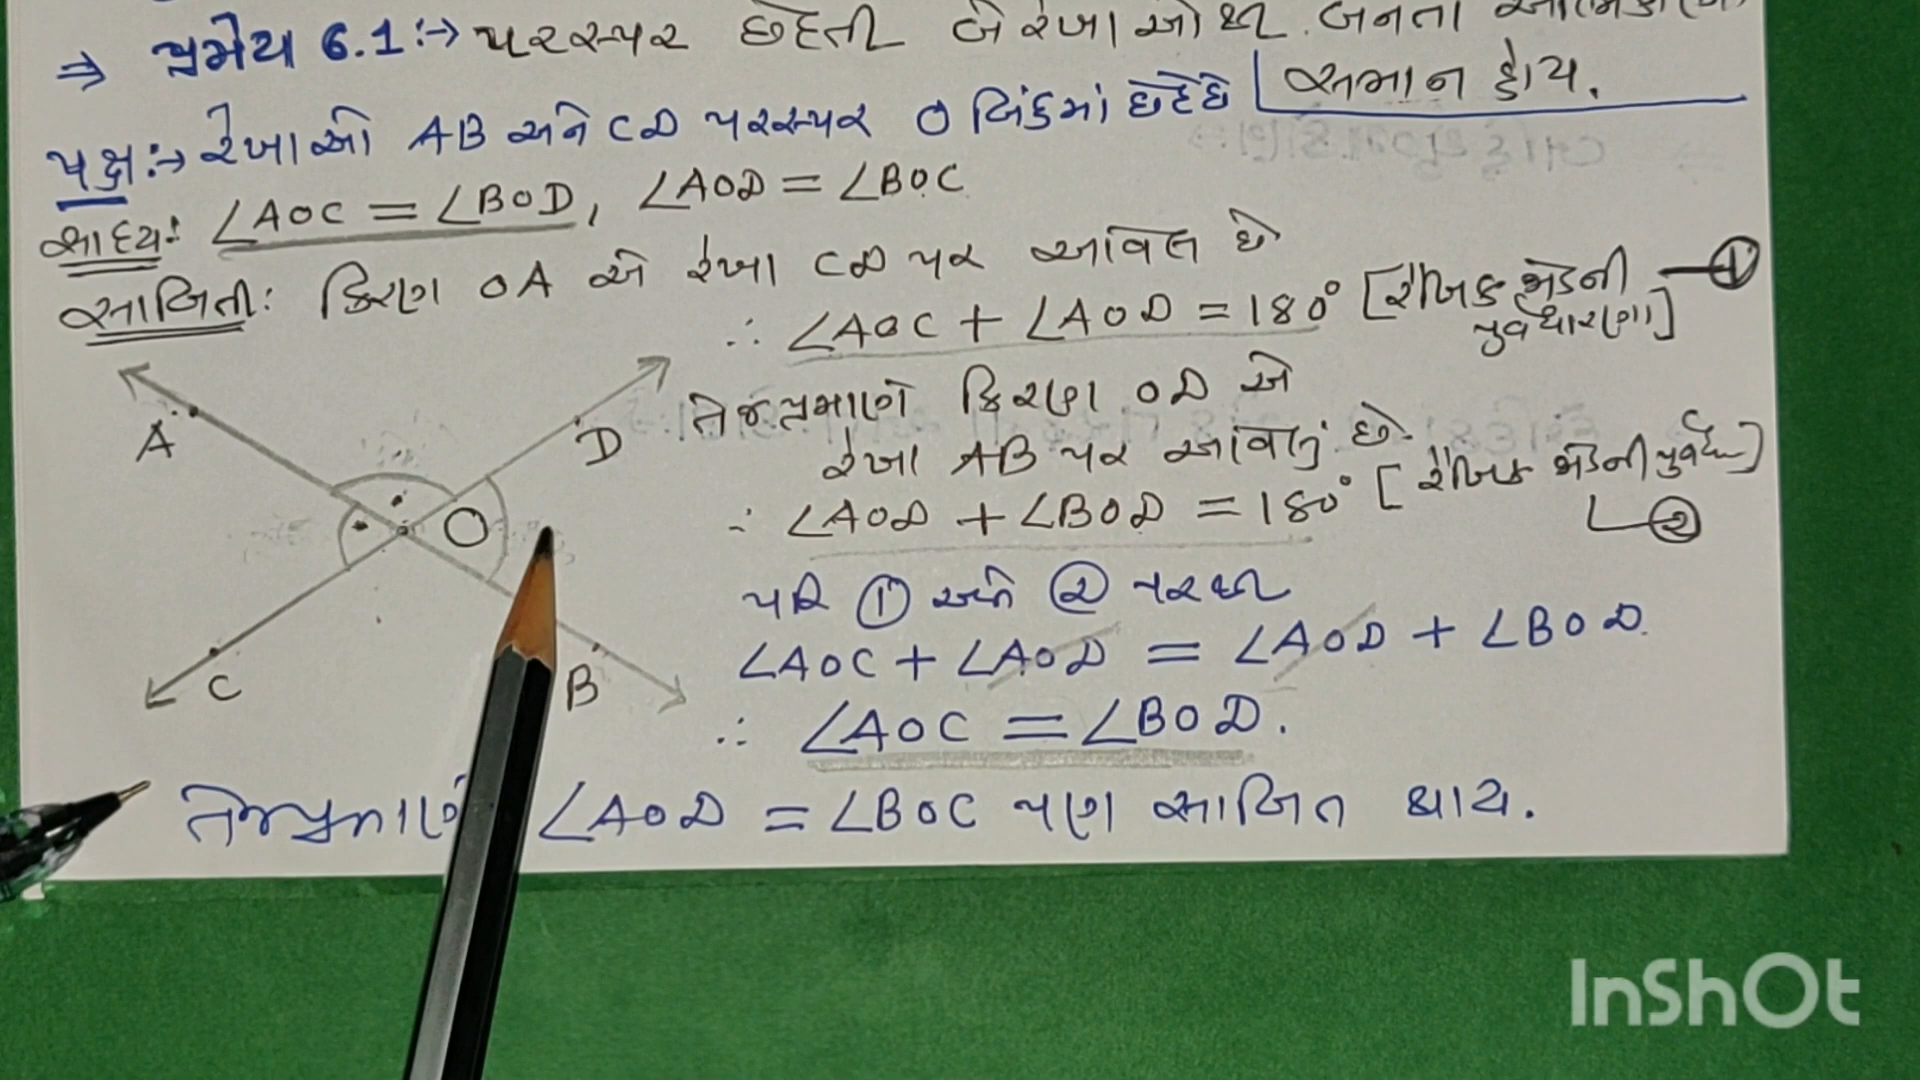 ⇒ પ્રમેય 6.1:→ પરસ્પર છેદતી બે રેખાઓથી બનતા
સમાન હોય.
પક્ષ:→ રેખાઓ AB અને CD પરસ્પર O બિંદુમાં છેદે છે
સાધ્ય: ∠AOC = ∠BOD, ∠AOD = ∠BOC
સાબિતી: કિરણ OA એ રેખા CD પર આવેલ છે
∴ ∠AOC + ∠AOD = 180° [રૈખિક જોડની પુર્વધારણા] —①
તેજપ્રમાણે કિરણ OD એ
રેખા AB પર આવેલું છે.
∴ ∠AOD + ∠BOD = 180° [રૈખિક જોડની પુર્વધા] —②
પરિ ① અને ② પરથી
∠AOC + ∠AOD = ∠AOD + ∠BOD.
∴ ∠AOC = ∠BOD.
તેજપ્રમાણે ∠AOD = ∠BOC પણ સાબિત થાય.
A
D
O
C
B
InShOt